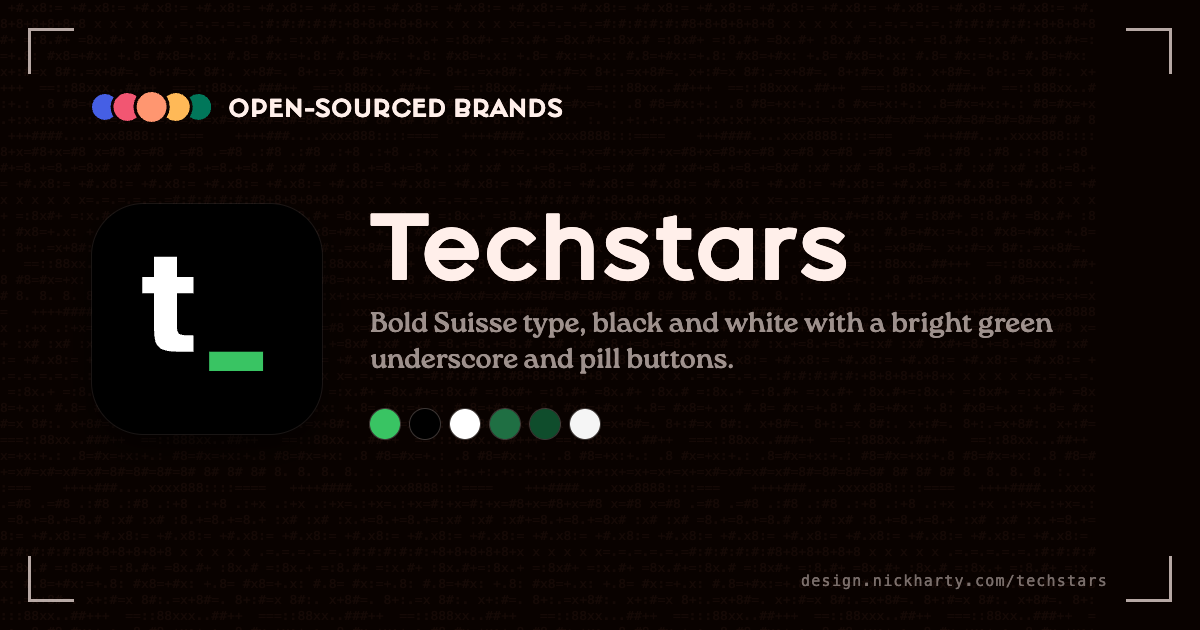 OPEN-SOURCED BRANDS
t_
Techstars
Bold Suisse type, black and white with a bright green
underscore and pill buttons.
design.nickharty.com/techstars